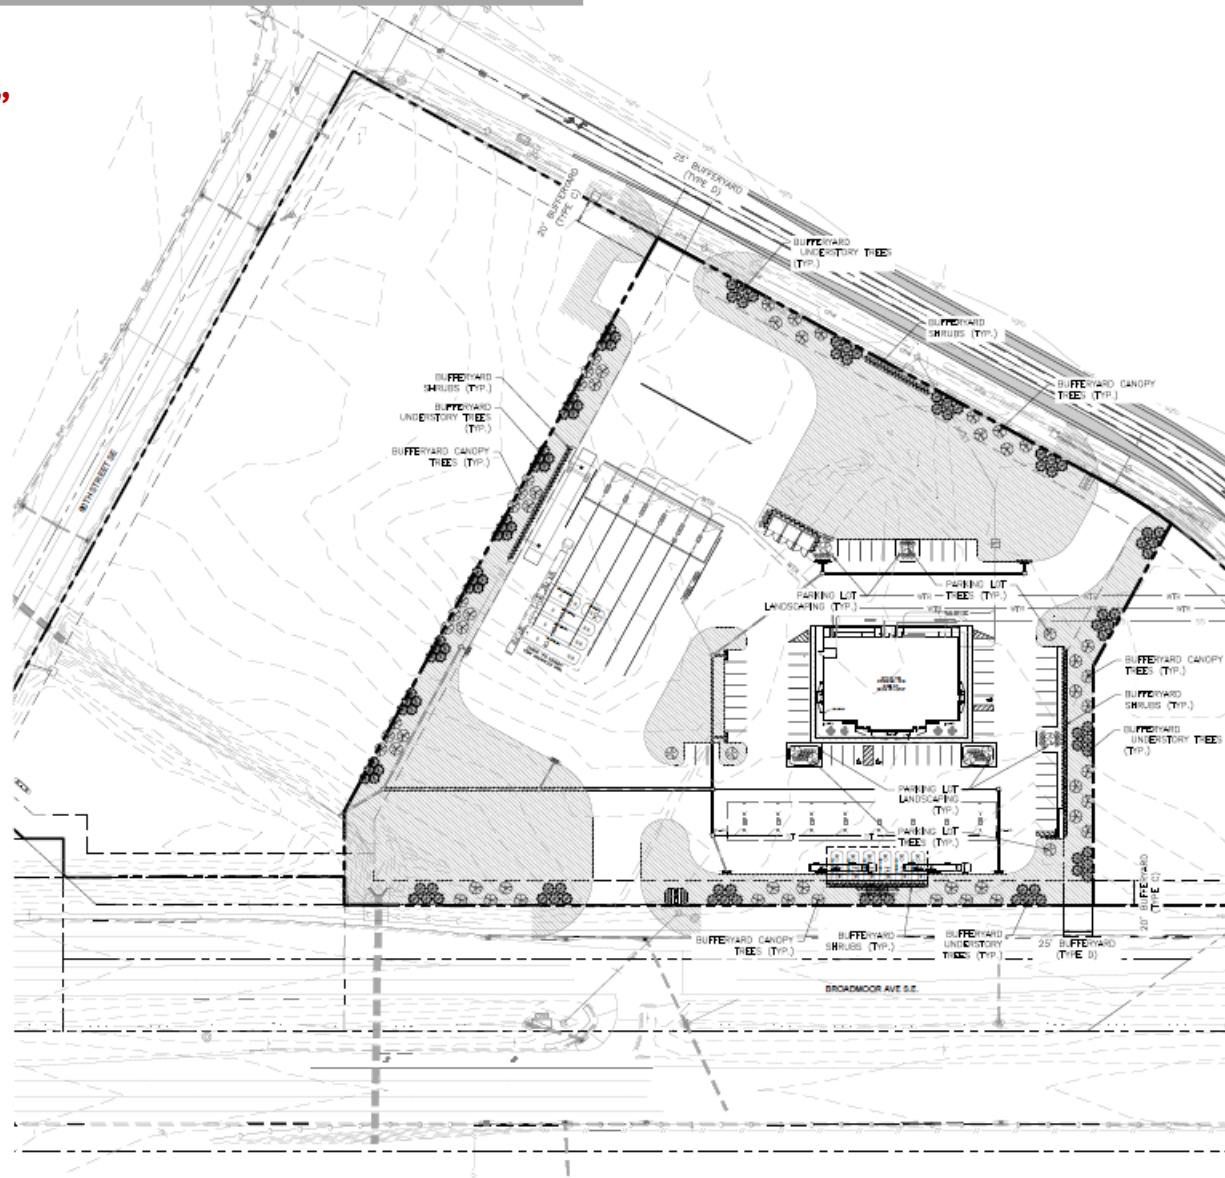 ”
25' BUFFERYARD
(TYPE D)
20' BUFFERYARD
(TYPE C)
BUFFERYARD
UNDERSTORY TREES
(TYP.)
BUFFERYARD
SHRUBS (TYP.)
BUFFERYARD CANOPY
TREES (TYP.)
BUFFERYARD
SHRUBS (TYP.)
BUFFERYARD
UNDERSTORY TREES
(TYP.)
BUFFERYARD CANOPY
TREES (TYP.)
PARKING LOT
TREES (TYP.)
PARKING LOT
LANDSCAPING (TYP.)
BUFFERYARD CANOPY
TREES (TYP.)
BUFFERYARD
SHRUBS (TYP.)
BUFFERYARD
UNDERSTORY TREES
(TYP.)
PARKING LOT
LANDSCAPING
(TYP.)
PARKING LOT
TREES (TYP.)
20' BUFFERYARD
(TYPE C)
BUFFERYARD CANOPY
TREES (TYP.)
BUFFERYARD
SHRUBS (TYP.)
BUFFERYARD
UNDERSTORY
TREES (TYP.)
25' BUFFERYARD
(TYPE D)
BROADMOOR AVE S.E.